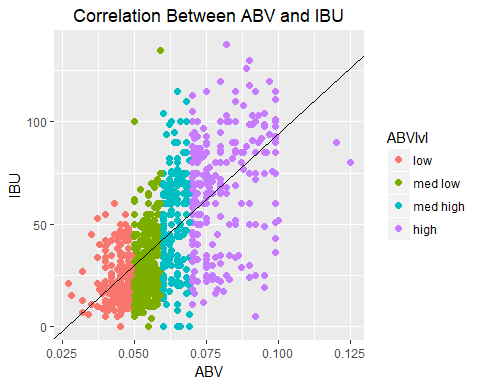 Correlation Between ABV and IBU
IBU
100
50
0
0.025 0.050 0.075 0.100 0.125
ABV
ABVlvl
low
med low
med high
high